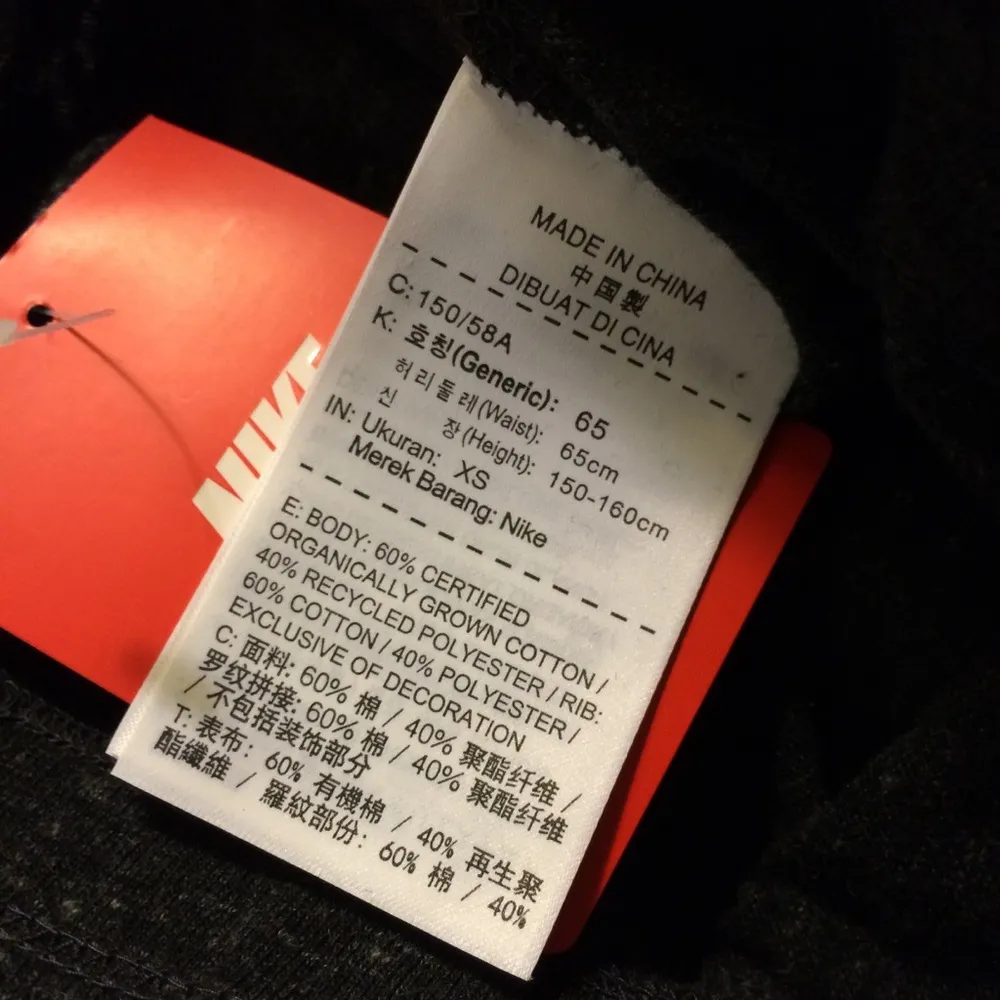 NIKE
MADE IN CHINA
中国製
DIBUAT DI CINA
C: 150/58A
K: 호칭(Generic): 65
허리둘레(Waist): 65cm
신 장(Height): 150-160cm
IN: Ukuran: XS
Merek Barang: Nike
E: BODY: 60% CERTIFIED
ORGANICALLY GROWN COTTON /
40% RECYCLED POLYESTER / RIB:
60% COTTON / 40% POLYESTER /
EXCLUSIVE OF DECORATION
C: 面料: 60% 棉 / 40% 聚酯纤维 /
罗纹拼接: 60% 棉 / 40% 聚酯纤维
/ 不包括装饰部分
T: 表布: 60% 有機棉 / 40% 再生聚
酯纖維 / 羅紋部份: 60% 棉 / 40%